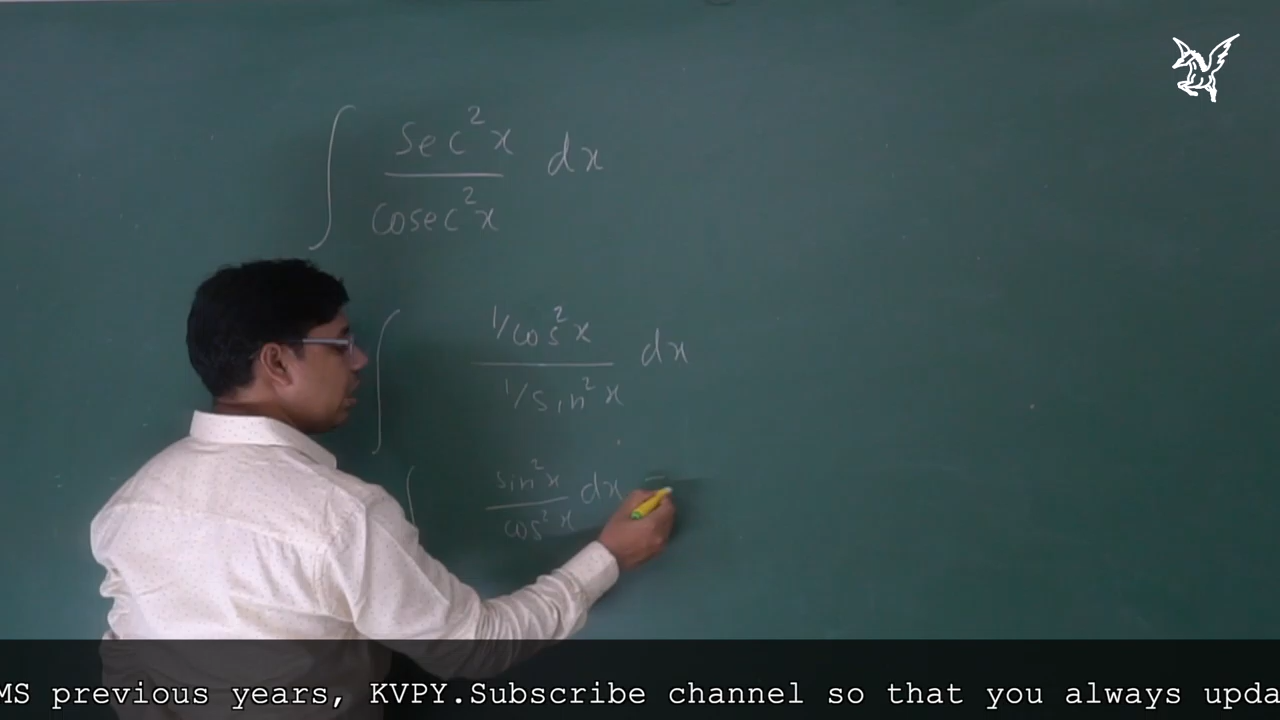 ∫ sec²x / cosec²x dx
∫ 1/cos²x / 1/sin²x dx
∫ sin²x / cos²x dx
MS previous years, KVPY.Subscribe channel so that you always upda